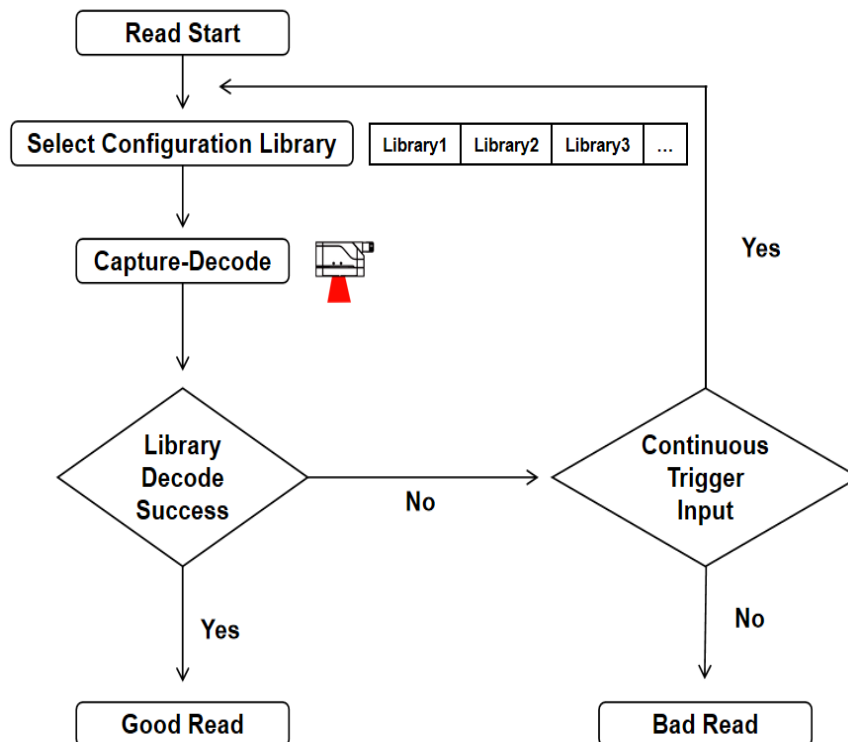 Read Start
Select Configuration Library
Library1
Library2
Library3
...
Capture-Decode
Yes
Library
Decode
Success
No
Continuous
Trigger
Input
Yes
No
Good Read
Bad Read